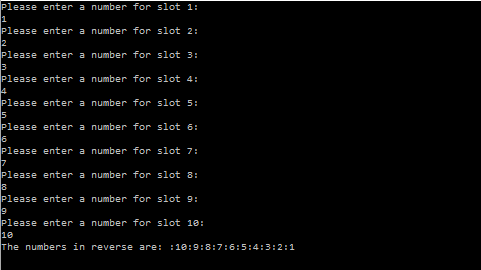 Please enter a number for slot 1:
1
Please enter a number for slot 2:
2
Please enter a number for slot 3:
3
Please enter a number for slot 4:
4
Please enter a number for slot 5:
5
Please enter a number for slot 6:
6
Please enter a number for slot 7:
7
Please enter a number for slot 8:
8
Please enter a number for slot 9:
9
Please enter a number for slot 10:
10
The numbers in reverse are: :10:9:8:7:6:5:4:3:2:1